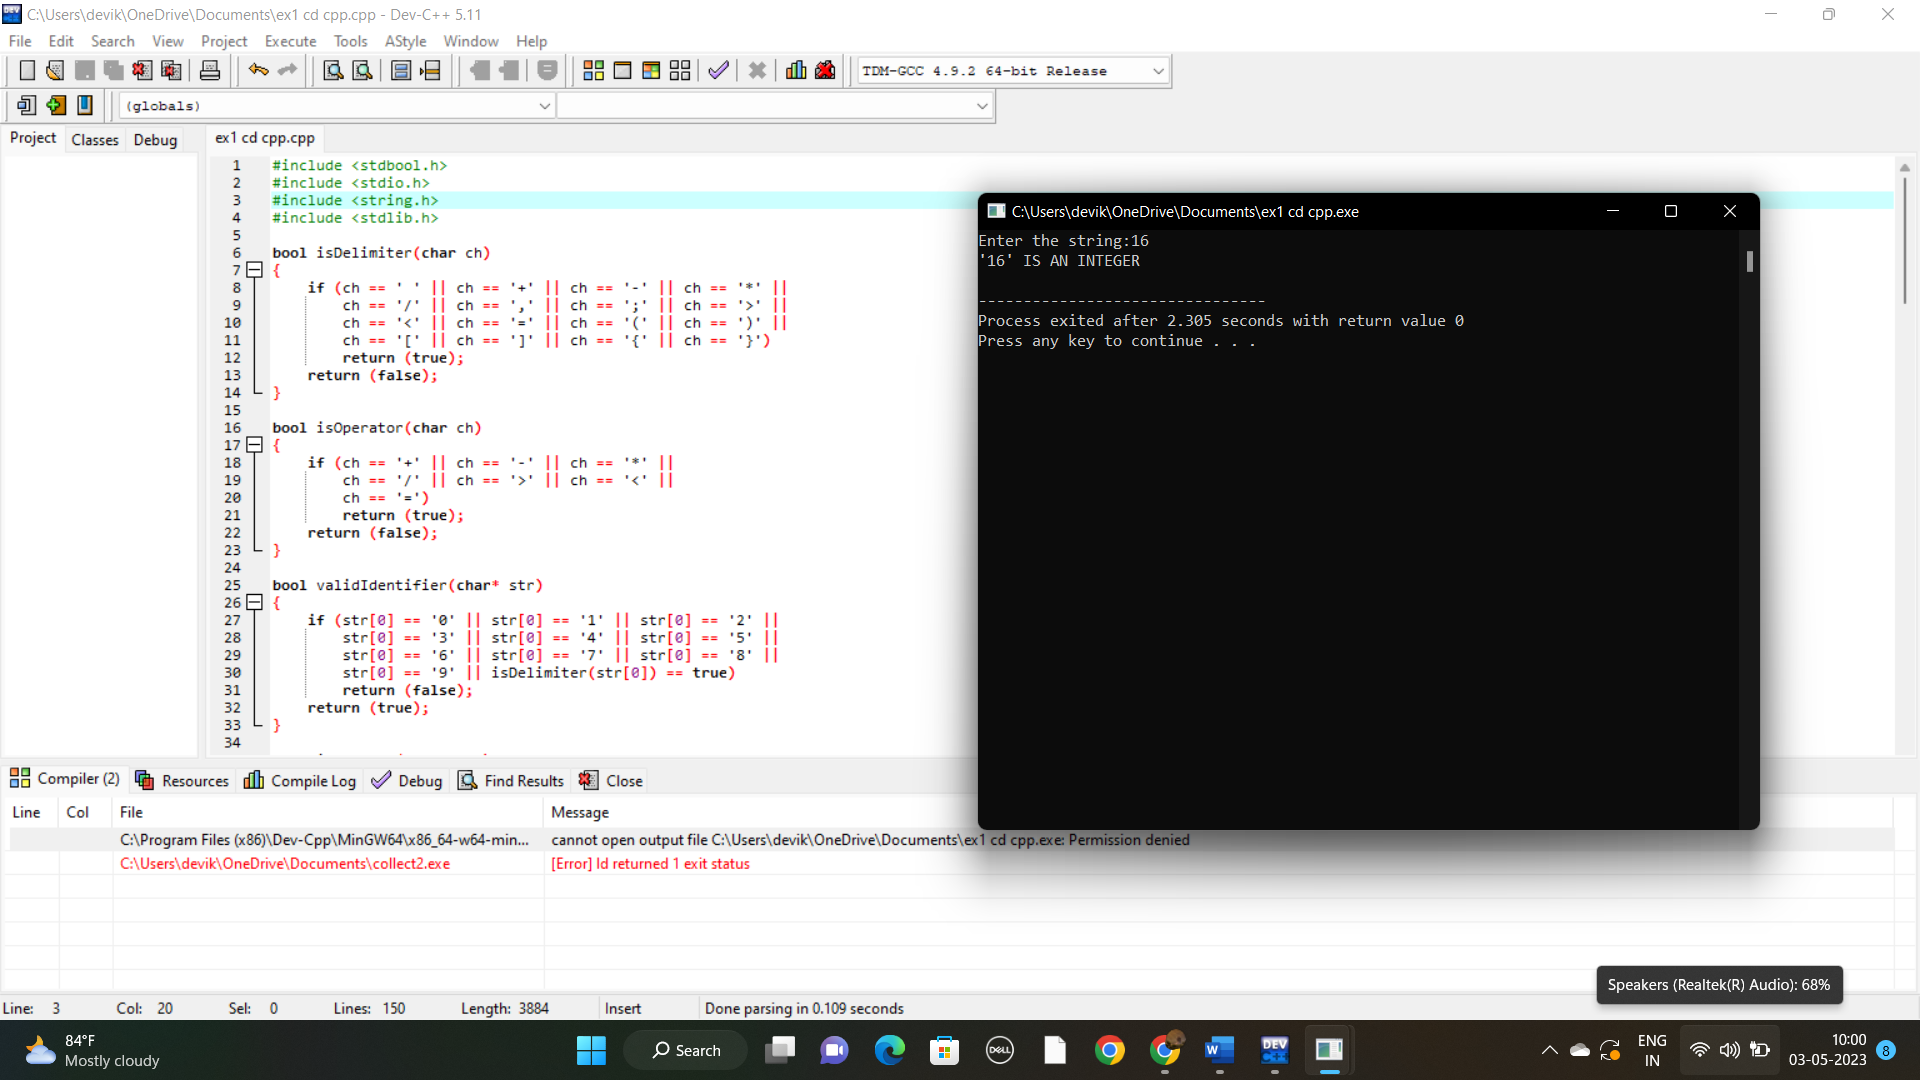 C:\Users\devik\OneDrive\Documents\ex1 cd cpp.cpp - Dev-C++ 5.11
File Edit Search View Project Execute Tools AStyle Window Help
TDM-GCC 4.9.2 64-bit Release
(globals)
Project Classes Debug
ex1 cd cpp.cpp
1 #include <stdbool.h>
2 #include <stdio.h>
3 #include <string.h>
4 #include <stdlib.h>
5
6 bool isDelimiter(char ch)
7 {
8 if (ch == ' ' || ch == '+' || ch == '-' || ch == '*' ||
9 ch == '/' || ch == ',' || ch == ';' || ch == '>' ||
10 ch == '<' || ch == '=' || ch == '(' || ch == ')' ||
11 ch == '[' || ch == ']' || ch == '{' || ch == '}')
12 return (true);
13 return (false);
14 }
15
16 bool isOperator(char ch)
17 {
18 if (ch == '+' || ch == '-' || ch == '*' ||
19 ch == '/' || ch == '>' || ch == '<' ||
20 ch == '=')
21 return (true);
22 return (false);
23 }
24
25 bool validIdentifier(char* str)
26 {
27 if (str[0] == '0' || str[0] == '1' || str[0] == '2' ||
28 str[0] == '3' || str[0] == '4' || str[0] == '5' ||
29 str[0] == '6' || str[0] == '7' || str[0] == '8' ||
30 str[0] == '9' || isDelimiter(str[0]) == true)
31 return (false);
32 return (true);
33 }
34
C:\Users\devik\OneDrive\Documents\ex1 cd cpp.exe
Enter the string:16
'16' IS AN INTEGER
--------------------------------
Process exited after 2.305 seconds with return value 0
Press any key to continue . . .
Compiler (2) Resources Compile Log Debug Find Results Close
Line Col File Message
C:\Program Files (x86)\Dev-Cpp\MinGW64\x86_64-w64-min... cannot open output file C:\Users\devik\OneDrive\Documents\ex1 cd cpp.exe: Permission denied
C:\Users\devik\OneDrive\Documents\collect2.exe [Error] ld returned 1 exit status
Speakers (Realtek(R) Audio): 68%
Line: 3 Col: 20 Sel: 0 Lines: 150 Length: 3884 Insert Done parsing in 0.109 seconds
84°F
Mostly cloudy
Search
DELL
W
DEV
C++
ENG
IN
10:00
03-05-2023
8